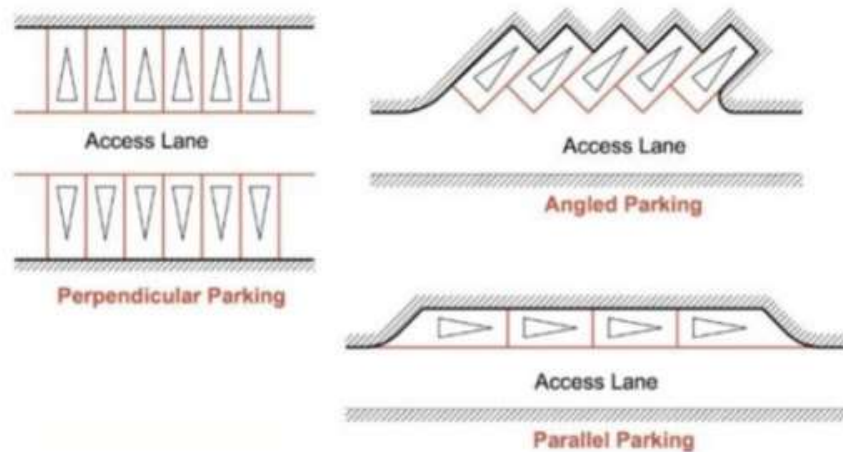 Access Lane
Perpendicular Parking
Access Lane
Angled Parking
Access Lane
Parallel Parking